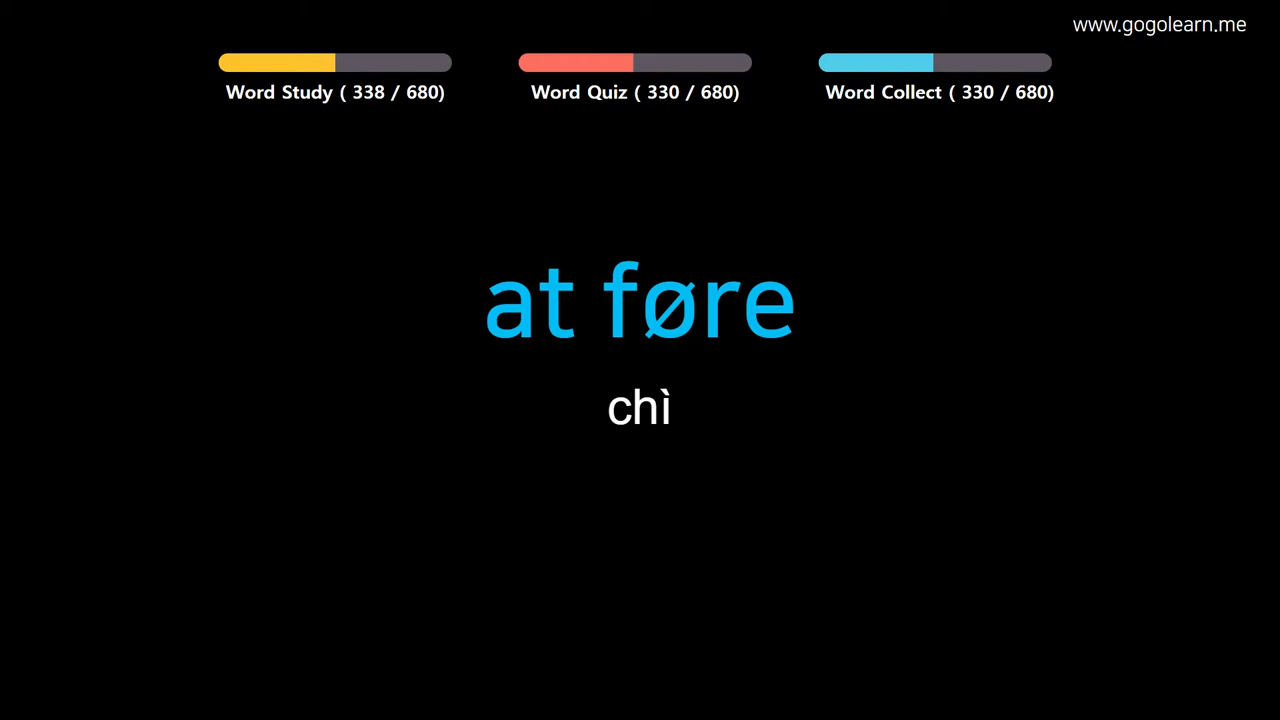 www.gogolearn.me
Word Study ( 338 / 680)
Word Quiz ( 330 / 680)
Word Collect ( 330 / 680)
at føre
chì